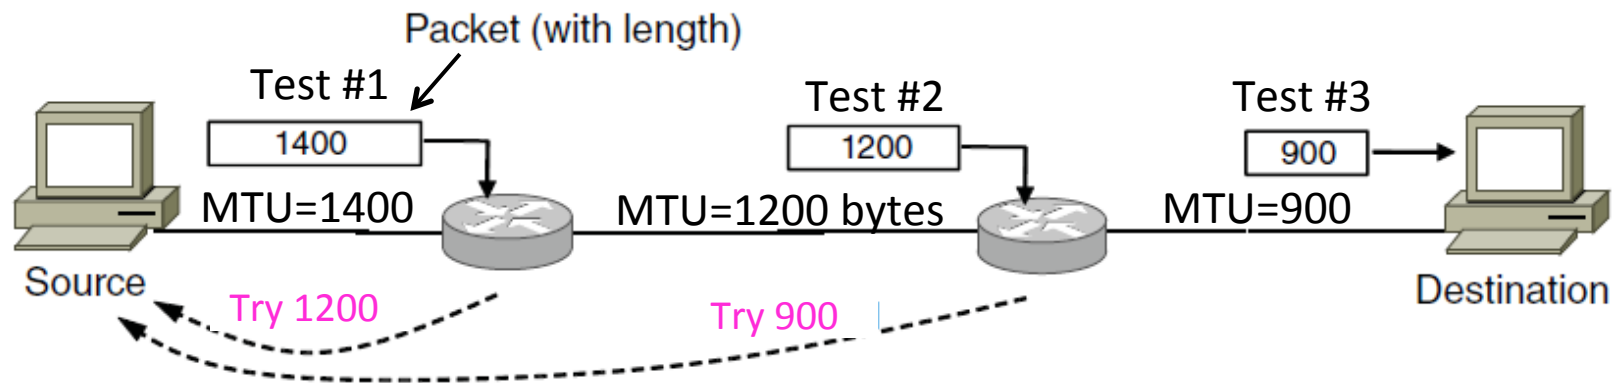 Packet (with length)
Test #1
Test #2
Test #3
1400
1200
900
MTU=1400
MTU=1200 bytes
MTU=900
Source
Destination
Try 1200
Try 900